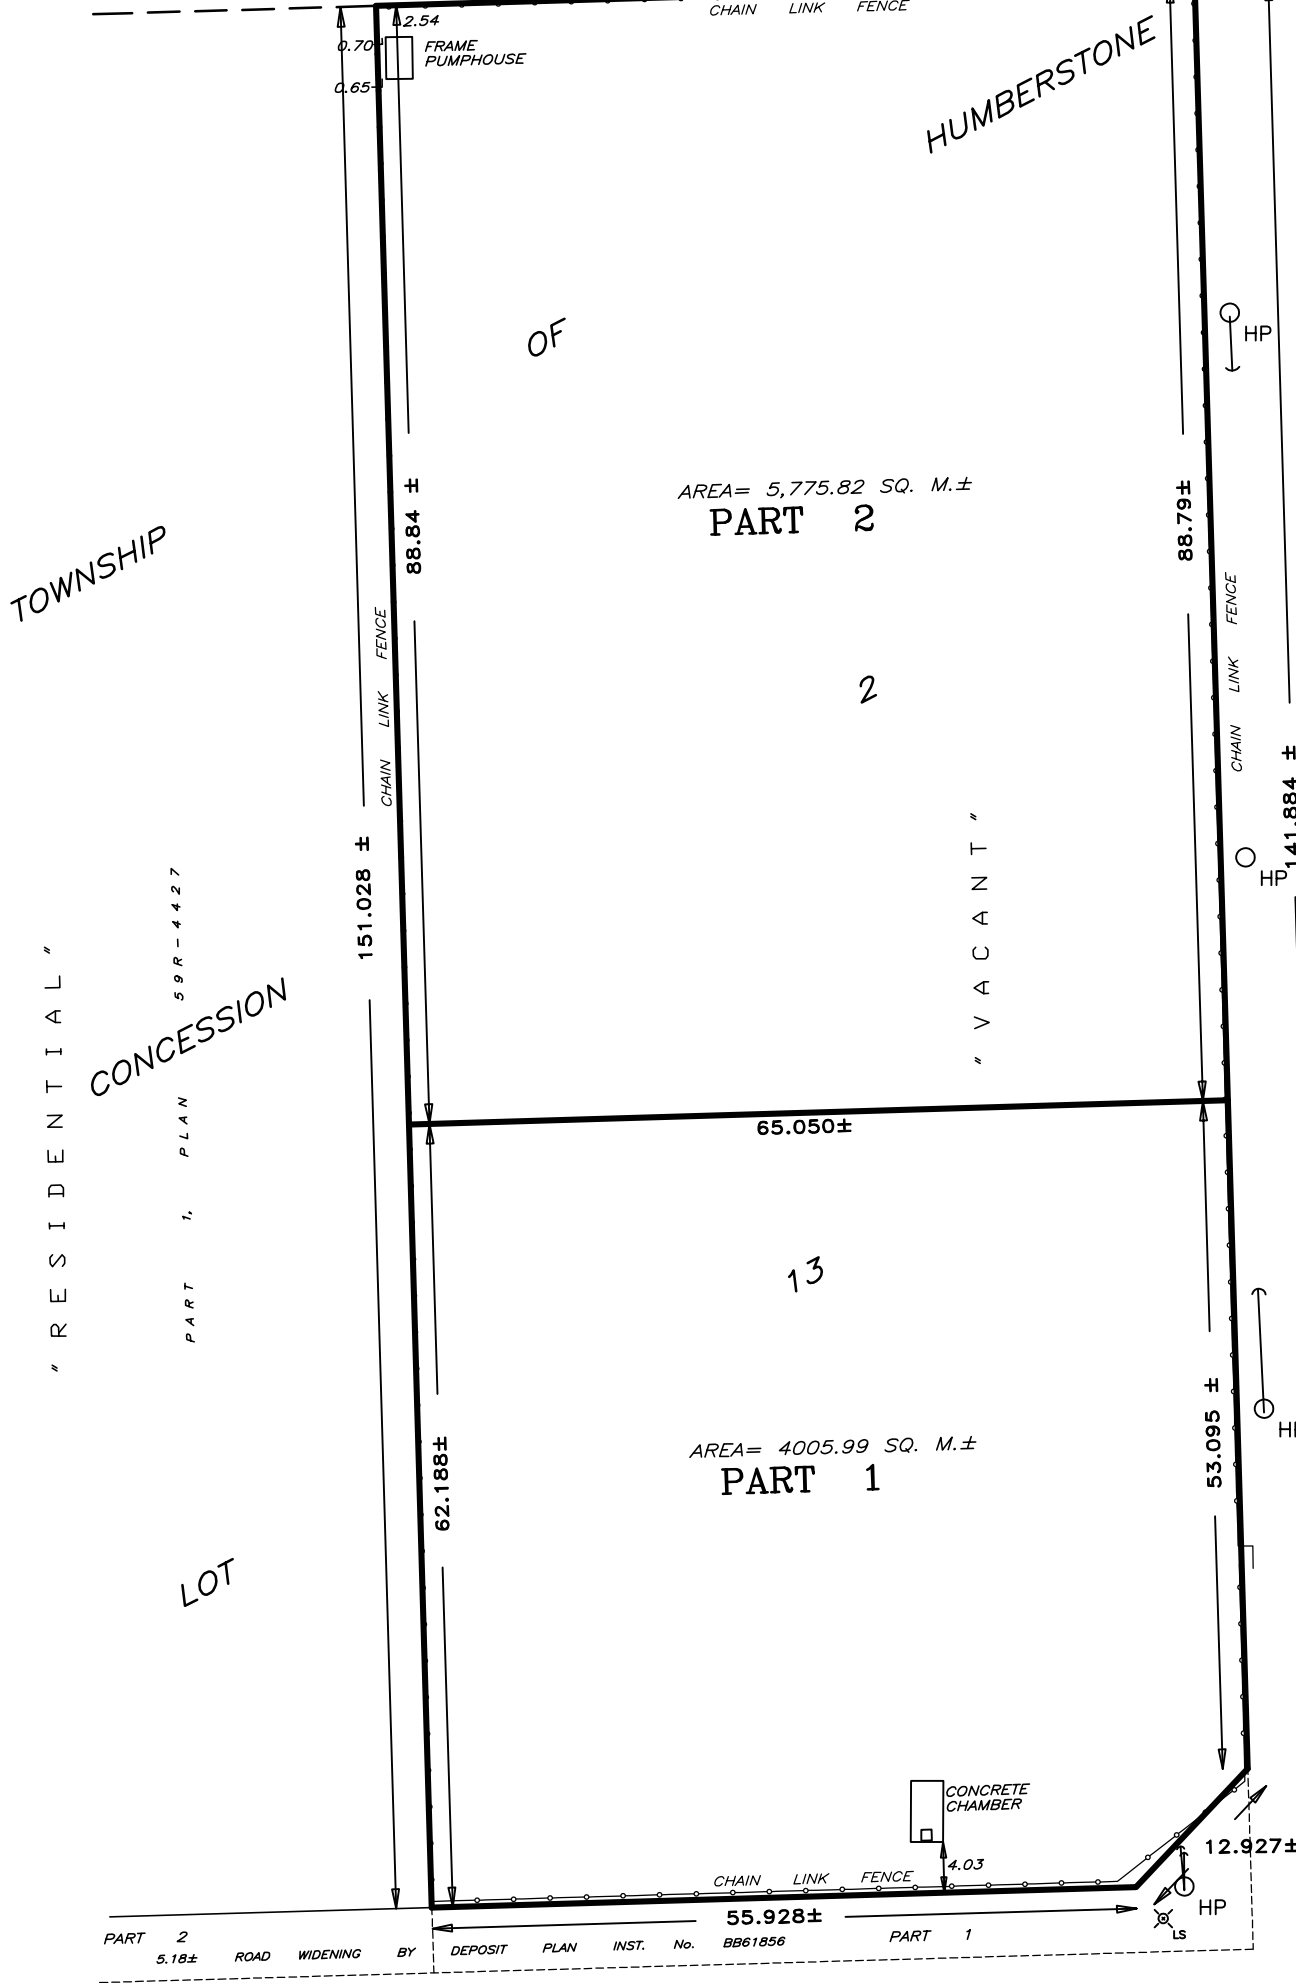 CHAIN LINK FENCE
2.54
0.70
FRAME
PUMPHOUSE
0.65
HUMBERSTONE
HP
OF
AREA= 5,775.82 SQ. M.±
PART 2
88.84 ±
88.79±
TOWNSHIP
CHAIN LINK FENCE
CHAIN LINK FENCE
2
141.884 ±
HP
151.028 ±
" VACANT "
" RESIDENTIAL "
PART 1, PLAN 59R-4427
CONCESSION
65.050±
13
HP
53.095 ±
AREA= 4005.99 SQ. M.±
PART 1
62.188±
LOT
CONCRETE
CHAMBER
12.927±
4.03
CHAIN LINK FENCE
HP
55.928±
LS
PART 2
PART 1
5.18± ROAD WIDENING BY DEPOSIT PLAN INST. No. BB61856